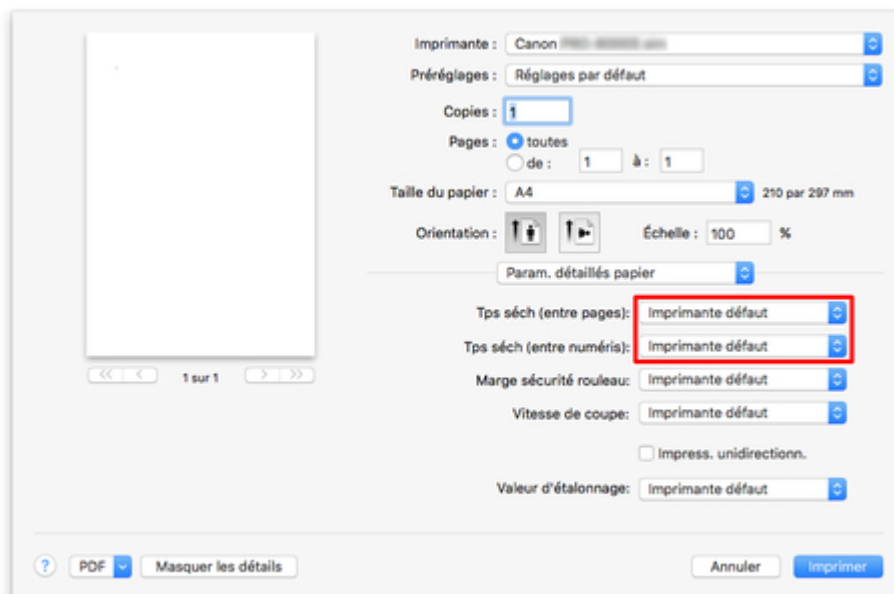 Imprimante : Canon
Préréglages : Réglages par défaut
Copies : 1
Pages : toutes
de : 1 à : 1
Taille du papier : A4 210 par 297 mm
Orientation : Échelle : 100 %
Param. détaillés papier
Tps séch (entre pages): Imprimante défaut
Tps séch (entre numéris): Imprimante défaut
<< < 1 sur 1 > >>
Marge sécurité rouleau: Imprimante défaut
Vitesse de coupe: Imprimante défaut
Impress. unidirectionn.
Valeur d'étalonnage: Imprimante défaut
? PDF Masquer les détails Annuler Imprimer